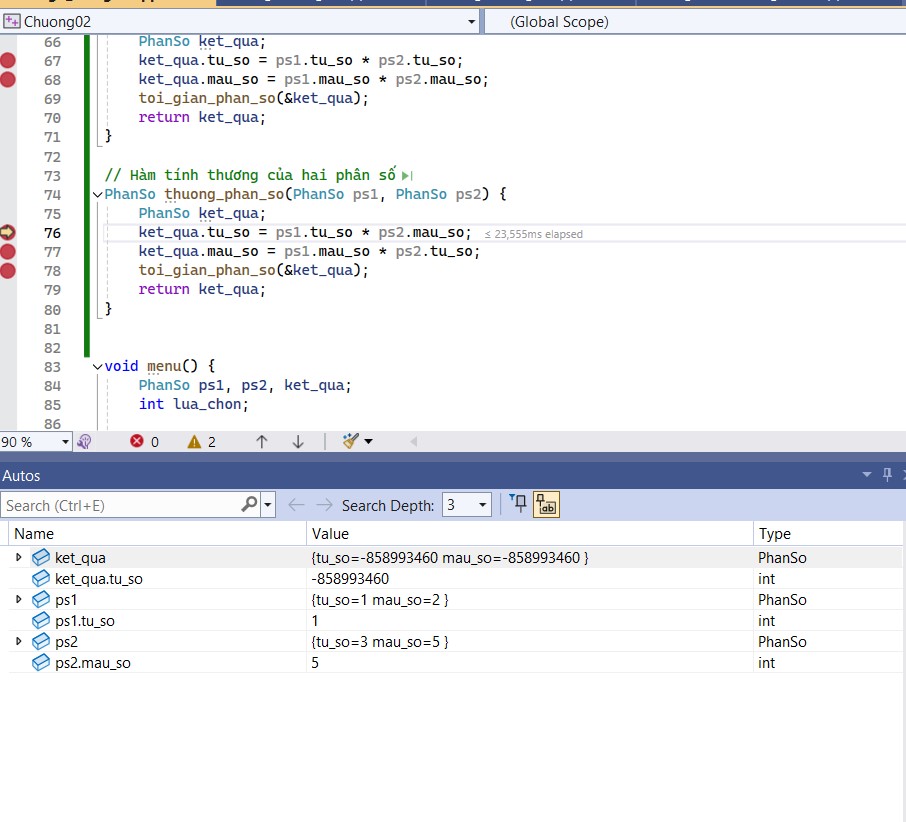 Chuong02 (Global Scope)
66 PhanSo ket_qua;
67 ket_qua.tu_so = ps1.tu_so * ps2.tu_so;
68 ket_qua.mau_so = ps1.mau_so * ps2.mau_so;
69 toi_gian_phan_so(&ket_qua);
70 return ket_qua;
71 }
72
73 // Hàm tính thương của hai phân số
74 PhanSo thuong_phan_so(PhanSo ps1, PhanSo ps2) {
75 PhanSo ket_qua;
76 ket_qua.tu_so = ps1.tu_so * ps2.mau_so; ≤ 23,555ms elapsed
77 ket_qua.mau_so = ps1.mau_so * ps2.tu_so;
78 toi_gian_phan_so(&ket_qua);
79 return ket_qua;
80 }
81
82
83 void menu() {
84 PhanSo ps1, ps2, ket_qua;
85 int lua_chon;
86
90 % 0 2
Autos
Search (Ctrl+E) Search Depth: 3
Name Value Type
ket_qua {tu_so=-858993460 mau_so=-858993460 } PhanSo
ket_qua.tu_so -858993460 int
ps1 {tu_so=1 mau_so=2 } PhanSo
ps1.tu_so 1 int
ps2 {tu_so=3 mau_so=5 } PhanSo
ps2.mau_so 5 int